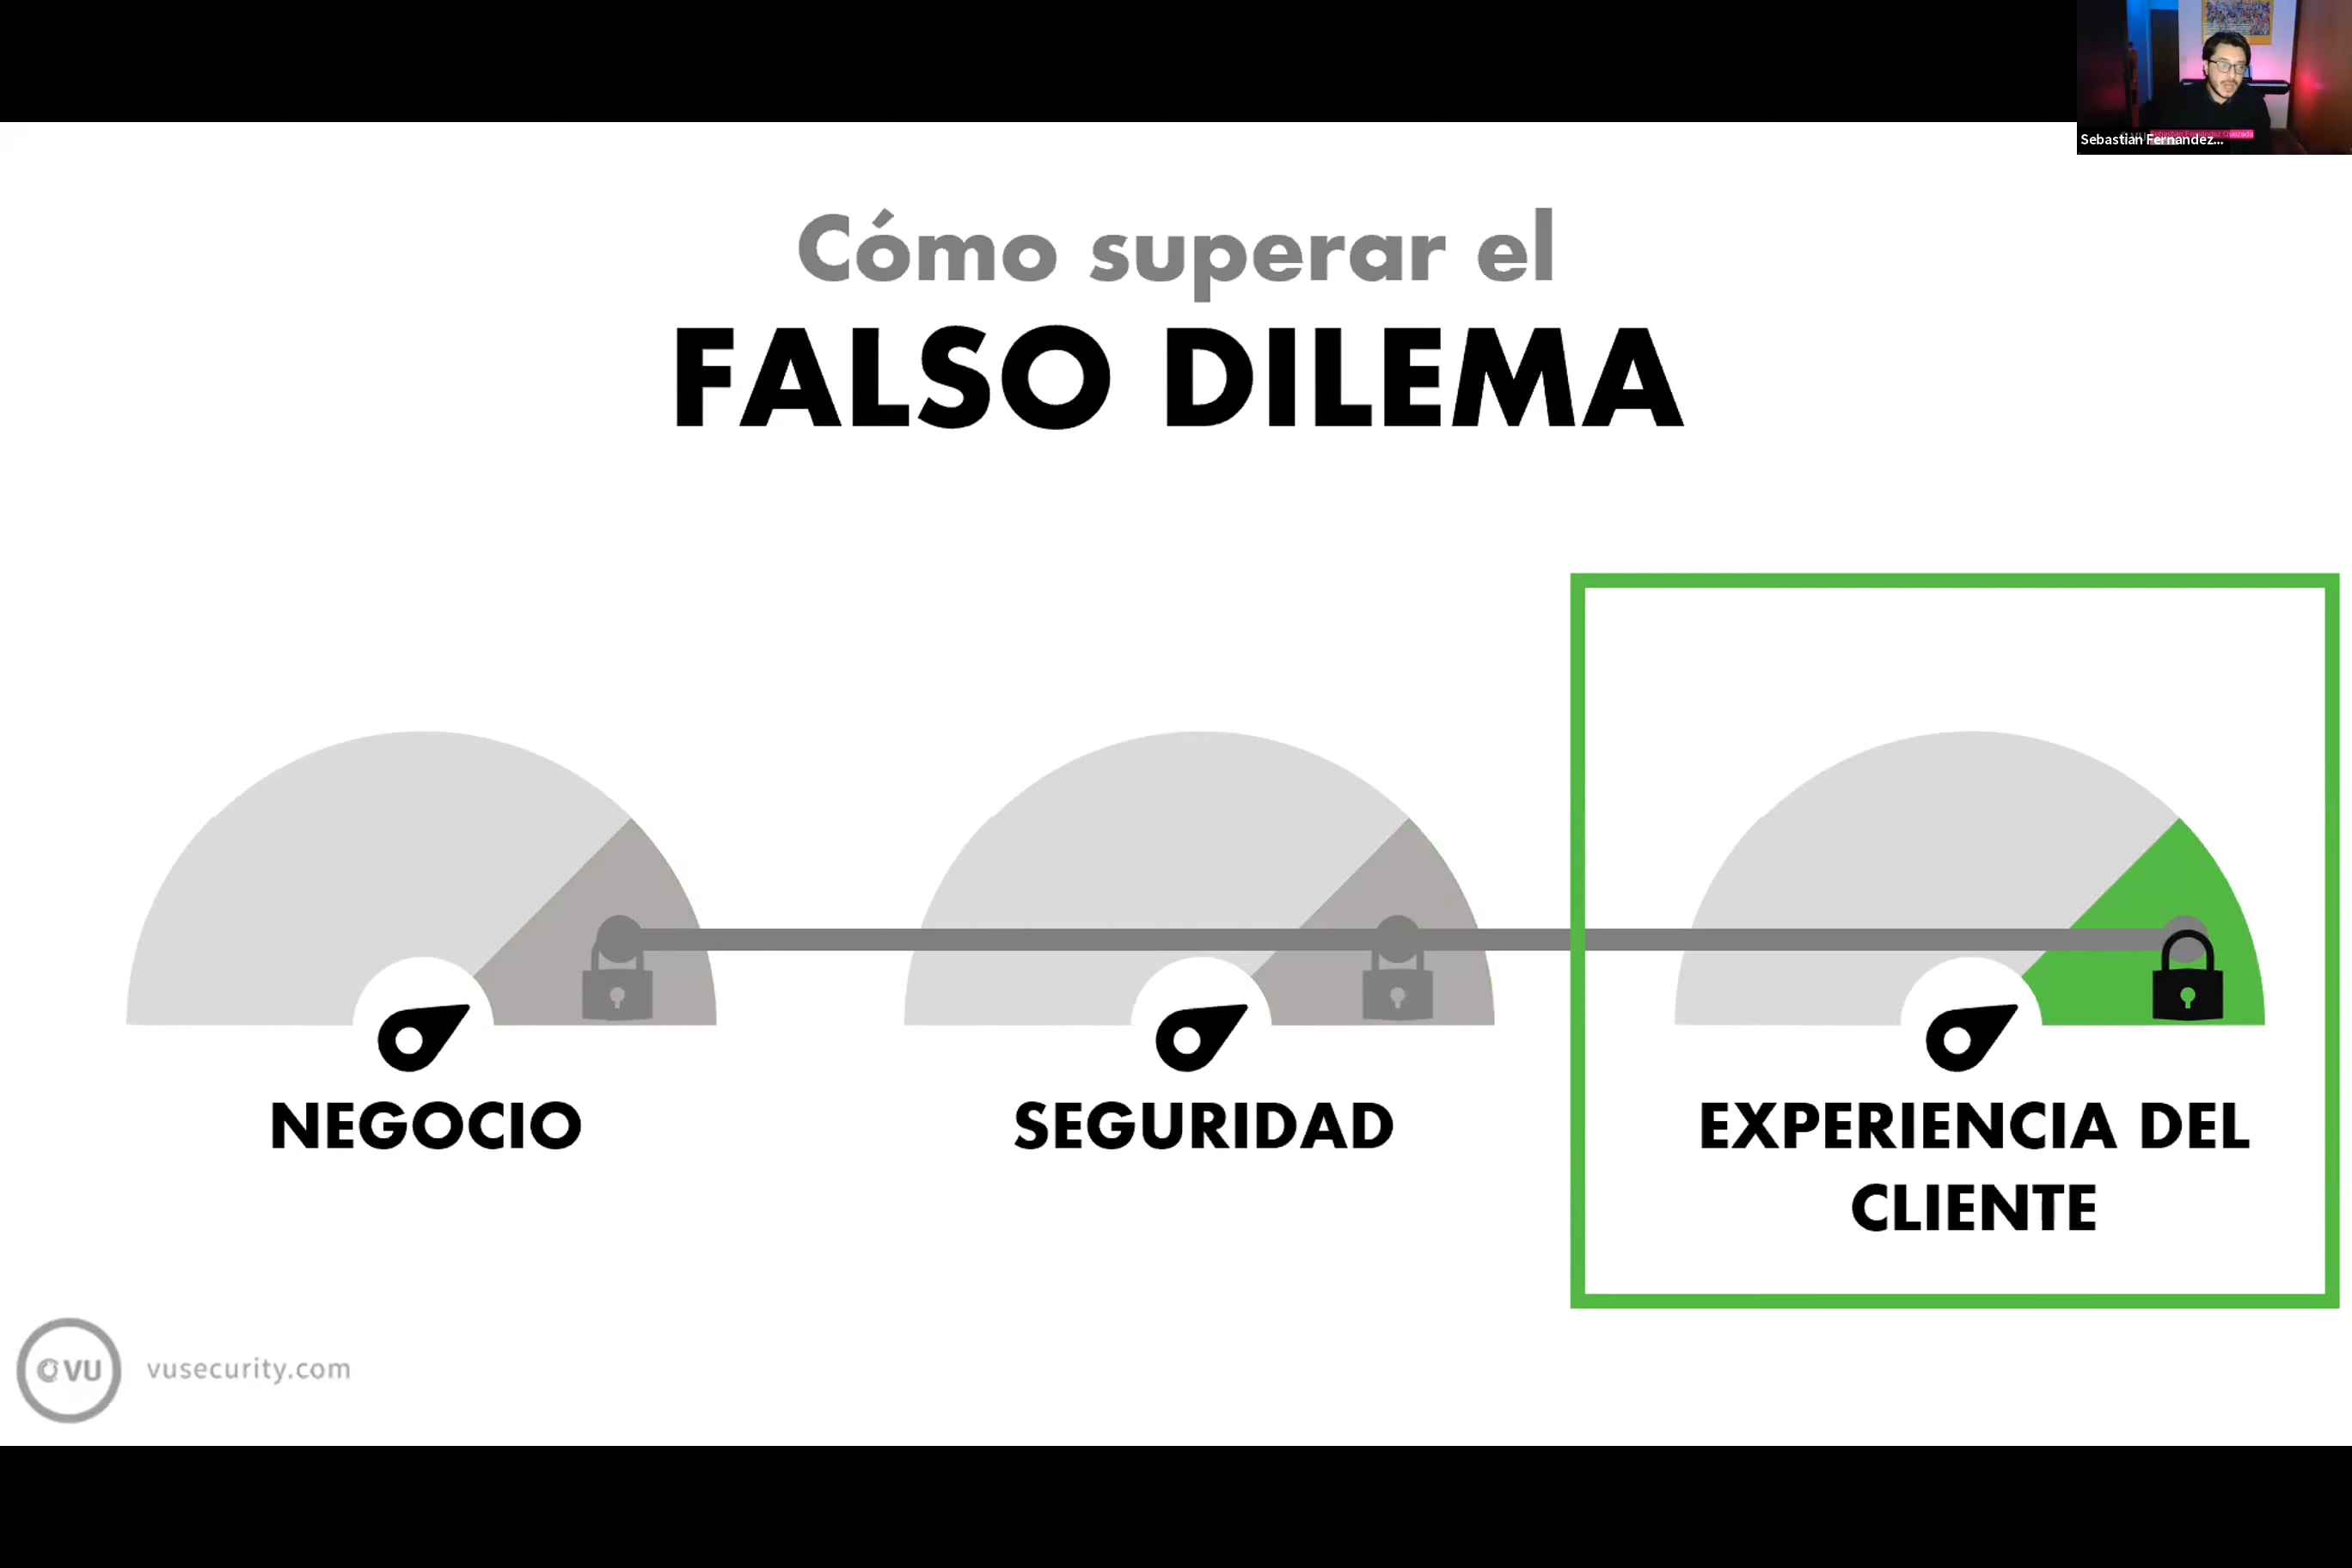 Sebastian Fernandez...
Cómo superar el
FALSO DILEMA
NEGOCIO
SEGURIDAD
EXPERIENCIA DEL
CLIENTE
VU
vusecurity.com